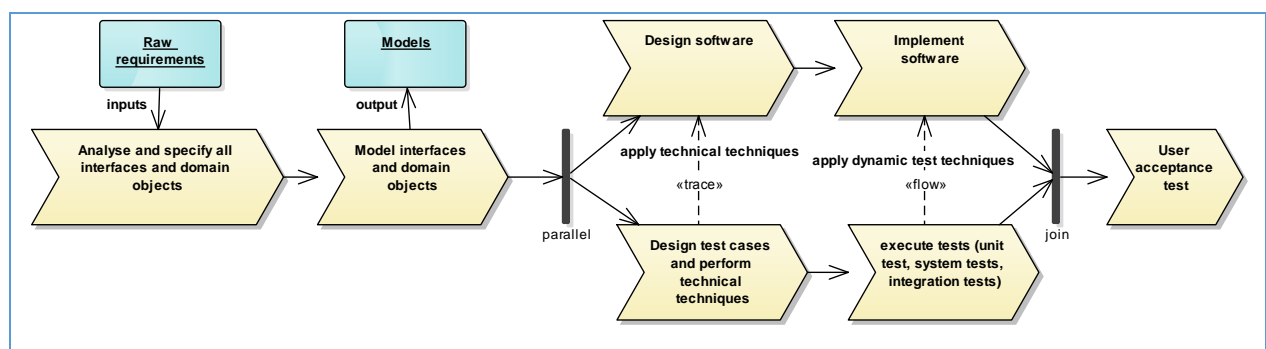 Raw
requirements
Models
inputs
output
Analyse and specify all
interfaces and domain
objects
Model interfaces
and domain
objects
parallel
Design software
Implement
software
apply technical techniques
«trace»
apply dynamic test techniques
«flow»
Design test cases
and perform
technical
techniques
execute tests (unit
test, system tests,
integration tests)
join
User
acceptance
test